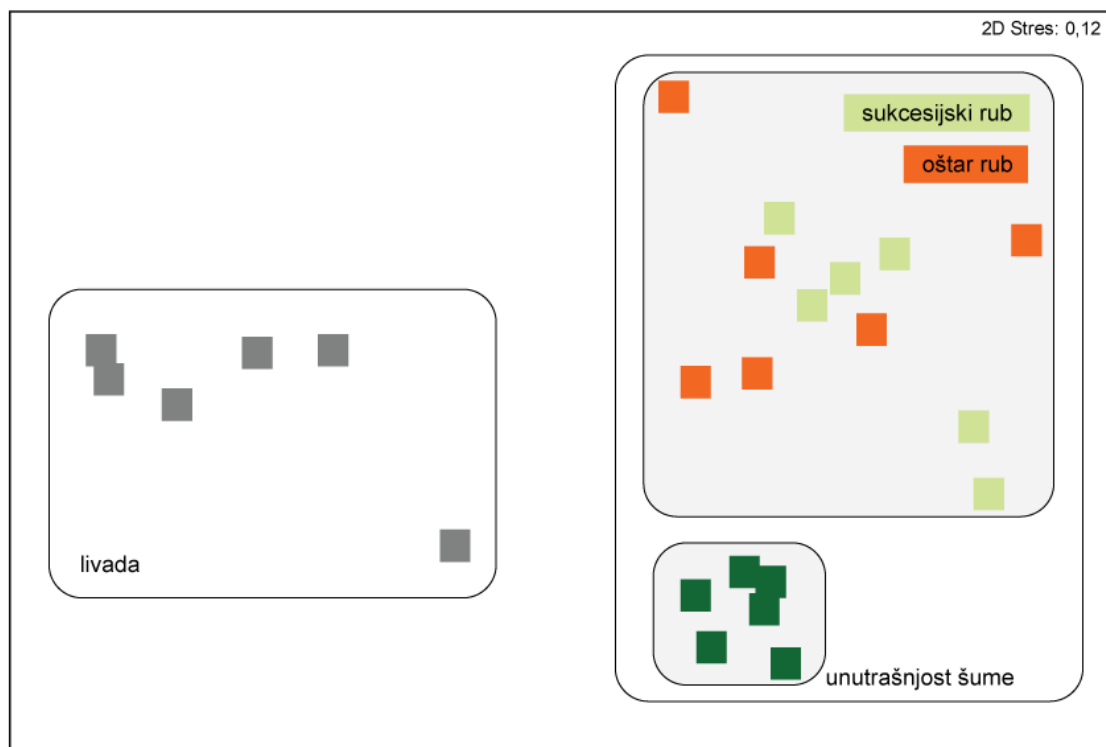 2D Stres: 0,12
sukcesijski rub
oštar rub
livada
unutrašnjost šume